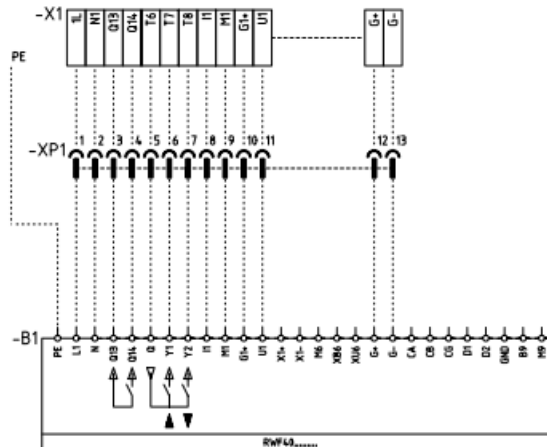 -X1 1L N1 Q13 Q14 T6 T7 T8 I1 M1 G1+ U1 G+ G-
PE
1 2 3 4 5 6 7 8 9 10 11 12 13
-XP1
-B1
PE L1 N Q13 Q14 Q Y1 Y2 I1 M1 G1+ U1 X1+ X1- M6 XB6 XU6 G+ G- CA CB CG D1 D2 GND B9 M9
RWF40......